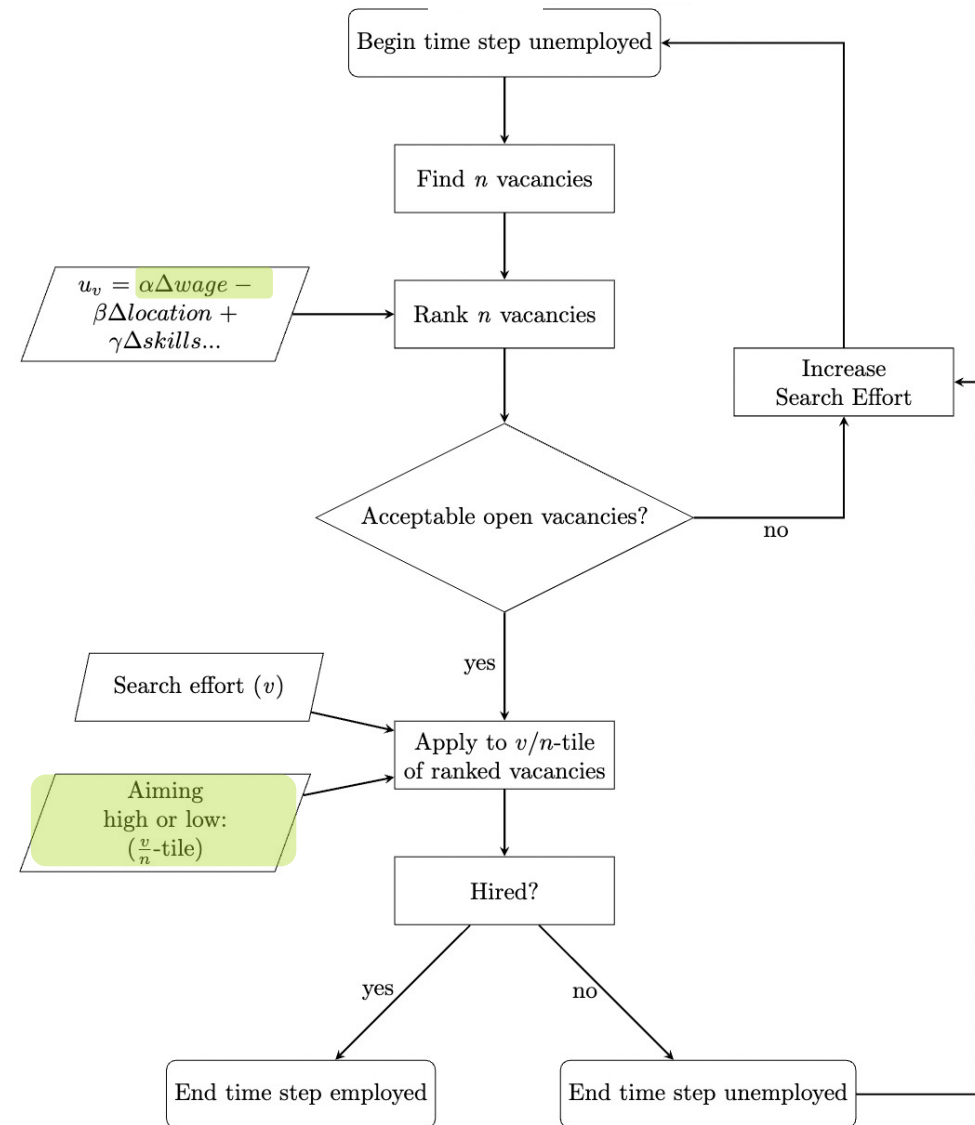 Begin time step unemployed
Find n vacancies
u_v = αΔwage −
βΔlocation +
γΔskills...
Rank n vacancies
Increase
Search Effort
Acceptable open vacancies?
no
yes
Search effort (v)
Apply to v/n-tile
of ranked vacancies
Aiming
high or low:
(v/n-tile)
Hired?
yes
no
End time step employed
End time step unemployed